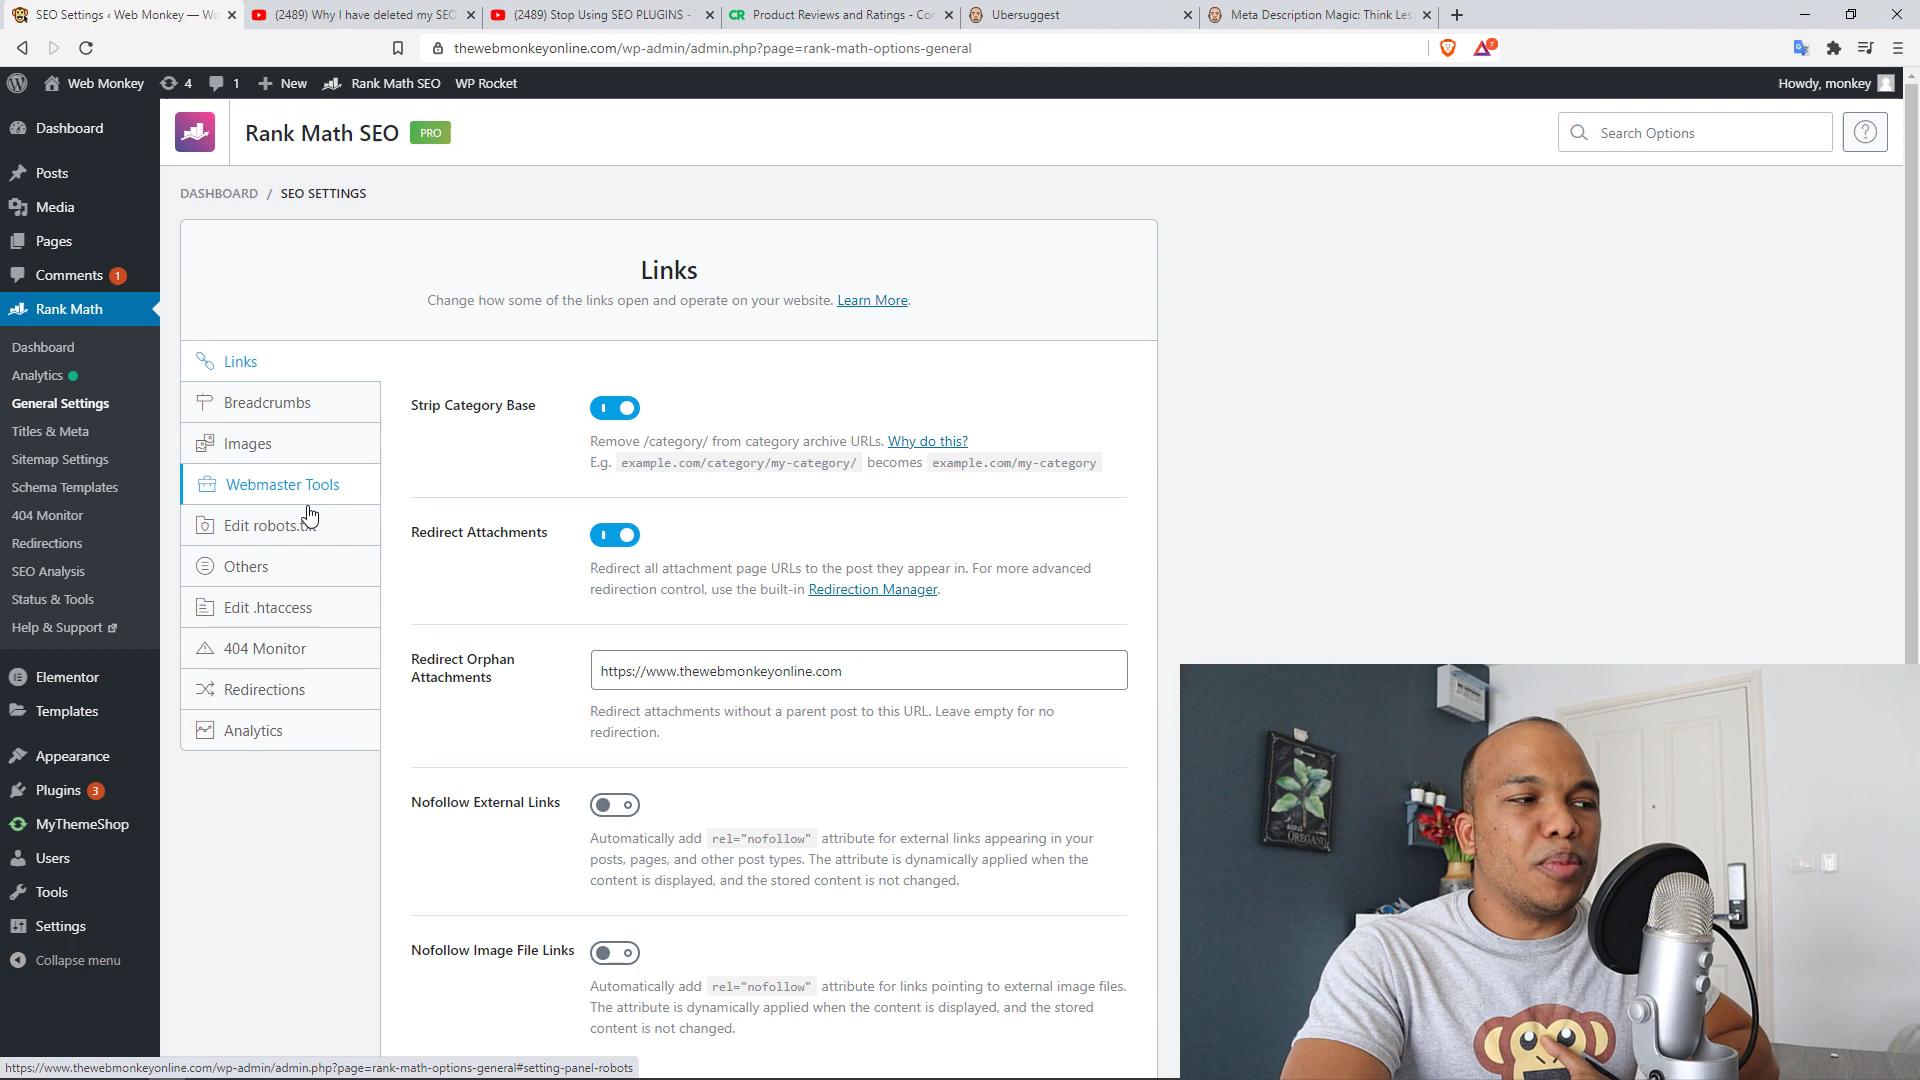 SEO Settings ‹ Web Monkey — Wo
(2489) Why I have deleted my SEO
(2489) Stop Using SEO PLUGINS -
CR Product Reviews and Ratings - Co
Ubersuggest
Meta Description Magic: Think Les
thewebmonkeyonline.com/wp-admin/admin.php?page=rank-math-options-general
7
Web Monkey 4 1 New Rank Math SEO WP Rocket
Howdy, monkey
Dashboard
Posts
Media
Pages
Comments 1
Rank Math
Dashboard
Analytics
General Settings
Titles & Meta
Sitemap Settings
Schema Templates
404 Monitor
Redirections
SEO Analysis
Status & Tools
Help & Support
Elementor
Templates
Appearance
Plugins 3
MyThemeShop
Users
Tools
Settings
Collapse menu
Rank Math SEO PRO
Search Options
?
DASHBOARD / SEO SETTINGS
Links
Change how some of the links open and operate on your website. Learn More.
Links
Breadcrumbs
Images
Webmaster Tools
Edit robots.txt
Others
Edit .htaccess
404 Monitor
Redirections
Analytics
Strip Category Base
Remove /category/ from category archive URLs. Why do this?
E.g. example.com/category/my-category/ becomes example.com/my-category
Redirect Attachments
Redirect all attachment page URLs to the post they appear in. For more advanced
redirection control, use the built-in Redirection Manager.
Redirect Orphan
Attachments
https://www.thewebmonkeyonline.com
Redirect attachments without a parent post to this URL. Leave empty for no
redirection.
Nofollow External Links
Automatically add rel="nofollow" attribute for external links appearing in your
posts, pages, and other post types. The attribute is dynamically applied when the
content is displayed, and the stored content is not changed.
Nofollow Image File Links
Automatically add rel="nofollow" attribute for links pointing to external image files.
The attribute is dynamically applied when the content is displayed, and the stored
content is not changed.
https://www.thewebmonkeyonline.com/wp-admin/admin.php?page=rank-math-options-general#setting-panel-robots
OREGANO